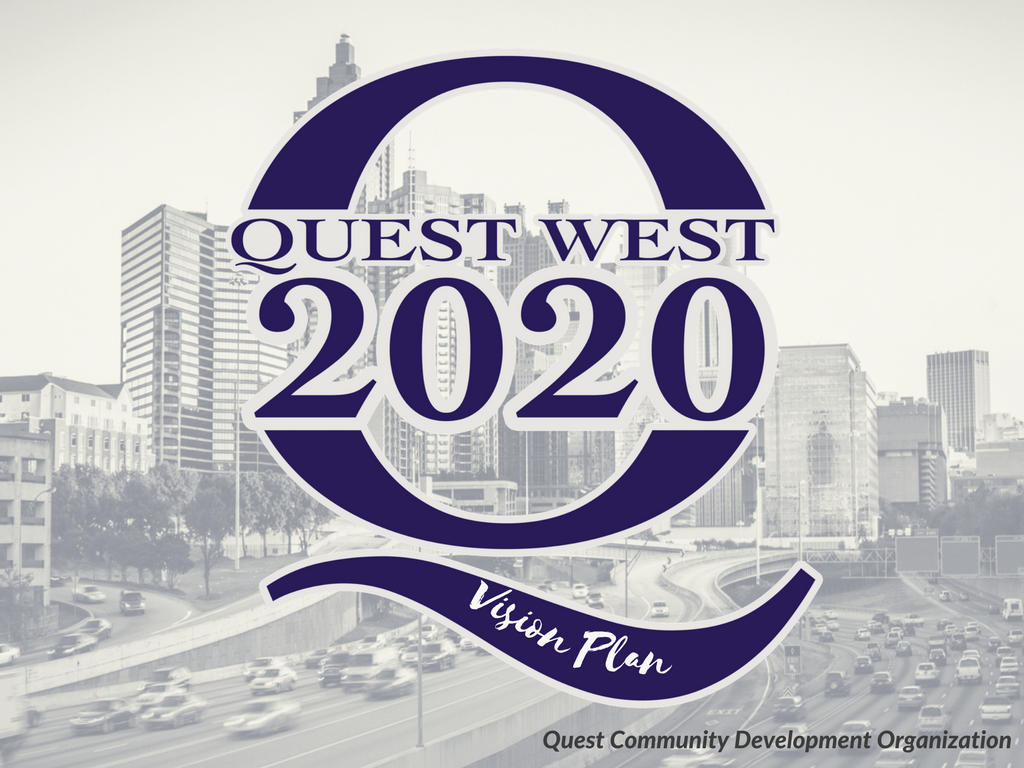 QUEST WEST
2020
Vision Plan
Quest Community Development Organization